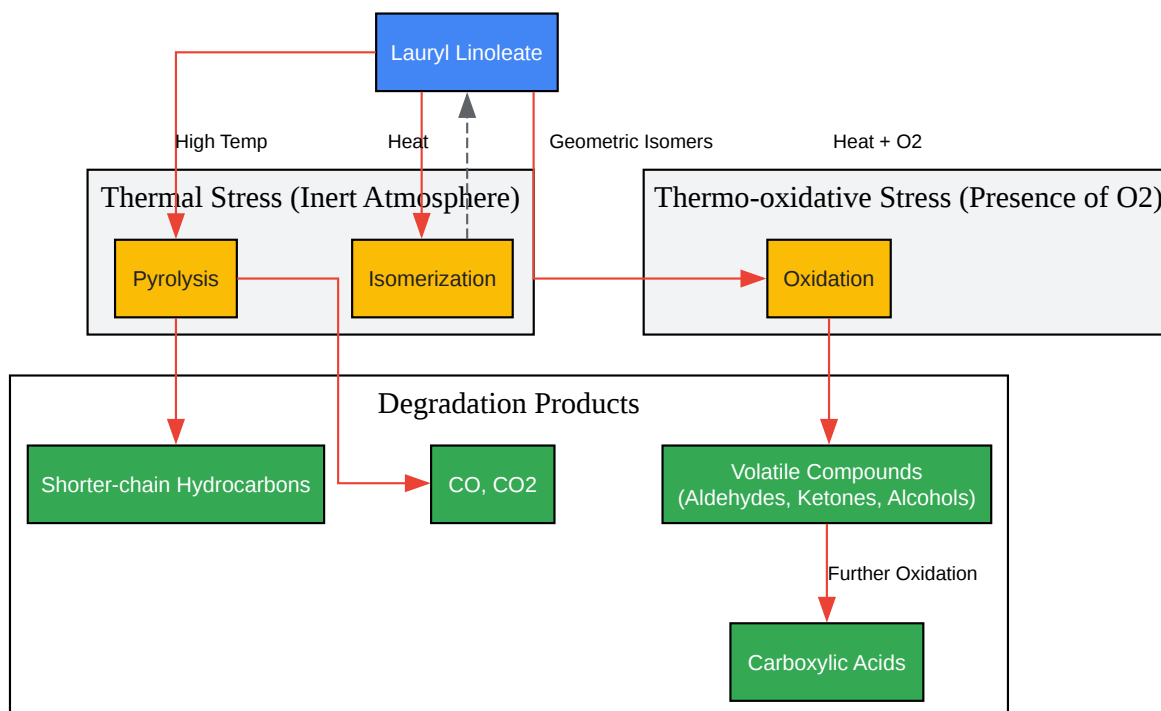 Lauryl Linoleate
High Temp
Heat
Geometric Isomers
Heat + O2
Thermal Stress (Inert Atmosphere)
Thermo-oxidative Stress (Presence of O2)
Pyrolysis
Isomerization
Oxidation
Degradation Products
Shorter-chain Hydrocarbons
CO, CO2
Volatile Compounds
(Aldehydes, Ketones, Alcohols)
Further Oxidation
Carboxylic Acids